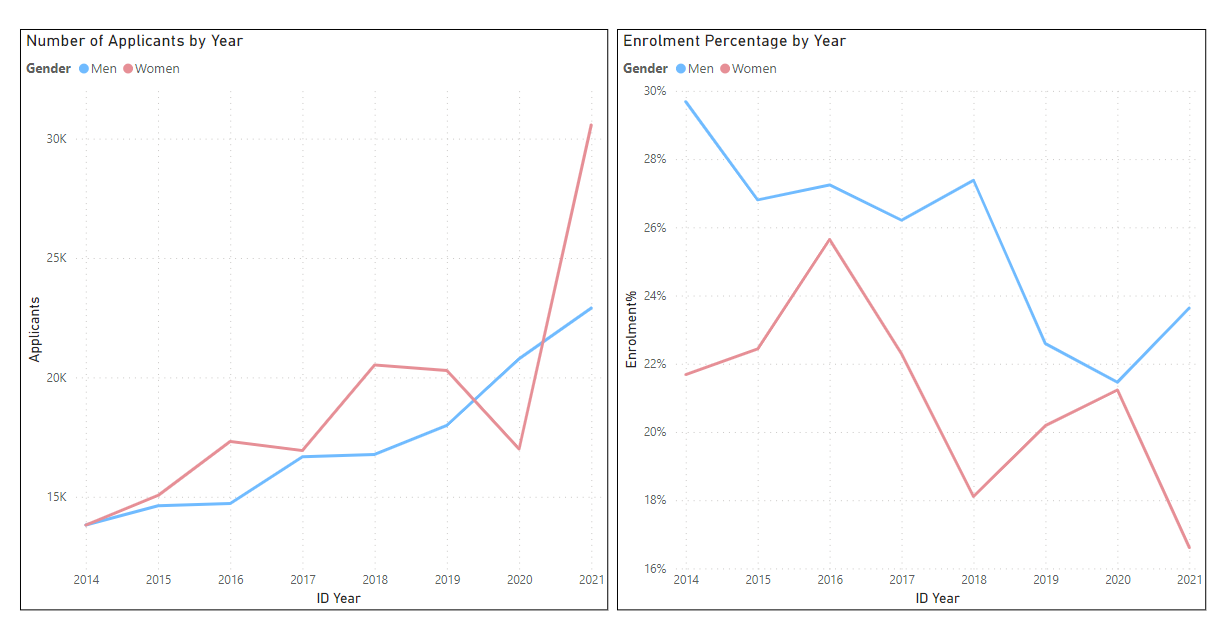 Number of Applicants by Year
Gender Men Women
30K
25K
20K
15K
Applicants
2014 2015 2016 2017 2018 2019 2020 2021
ID Year
Enrolment Percentage by Year
Gender Men Women
30%
28%
26%
24%
22%
20%
18%
16%
Enrolment%
2014 2015 2016 2017 2018 2019 2020 2021
ID Year